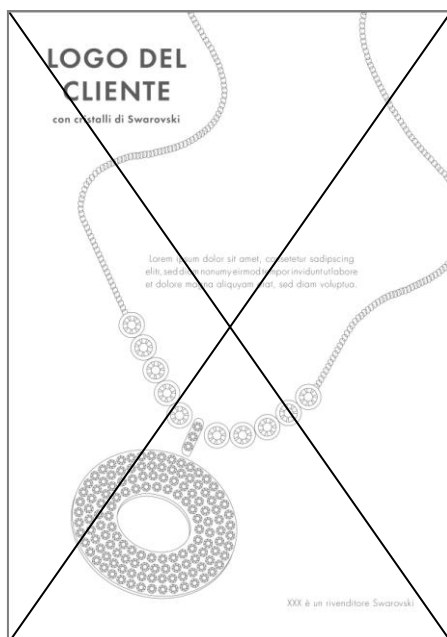 LOGO DEL
CLIENTE
con cristalli di Swarovski
Lorem ipsum dolor sit amet, consetetur sadipscing
elitr, sed diam nonumy eirmod tempor invidunt ut labore
et dolore magna aliquyam erat, sed diam voluptua.
XXX è un rivenditore Swarovski